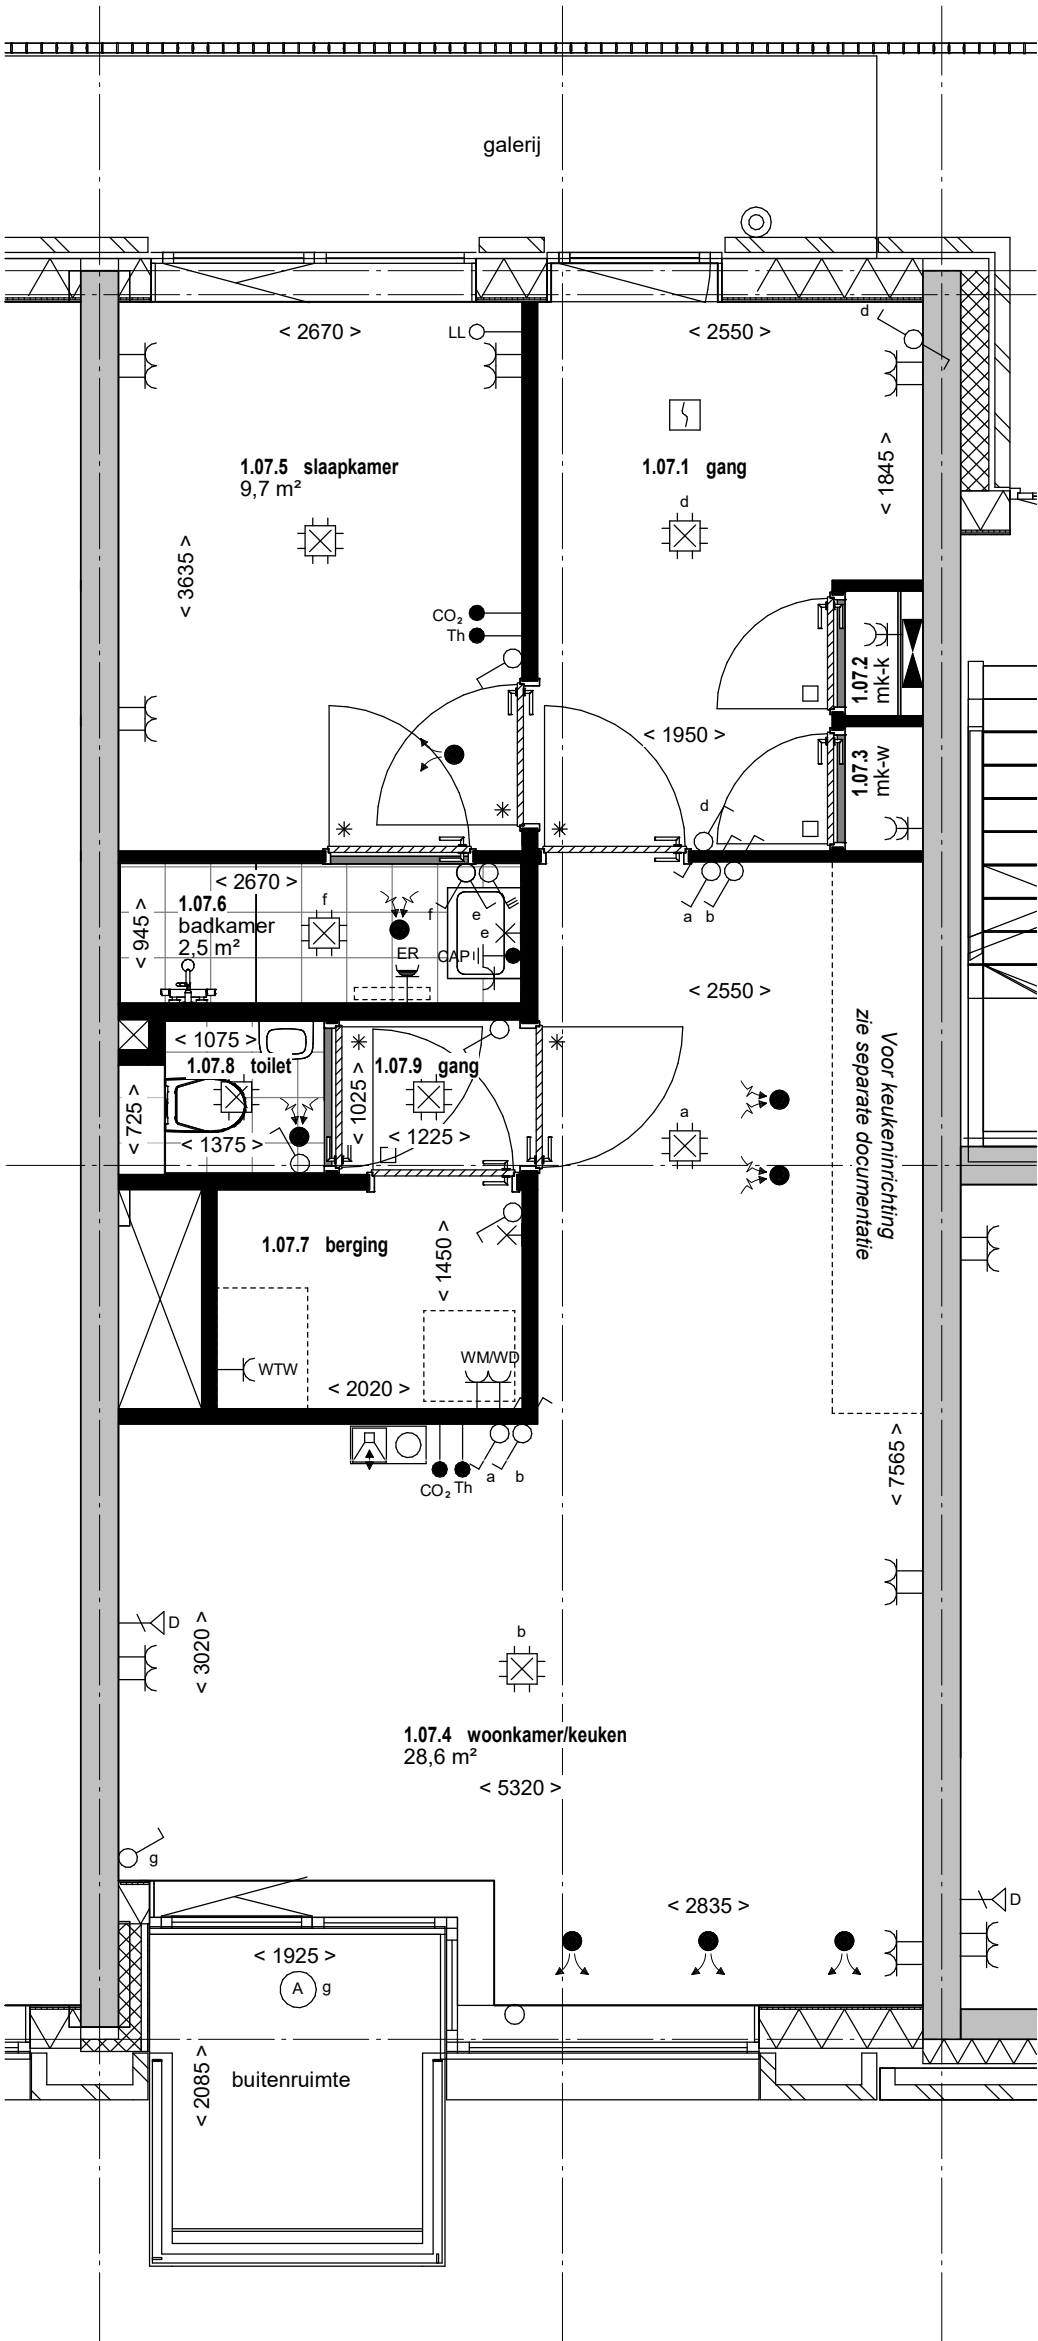 galerij
< 2670 >
LL
< 2550 >
d
1.07.5 slaapkamer
9,7 m²
1.07.1 gang
< 1845 >
d
< 3635 >
CO₂
Th
1.07.2
mk-k
< 1950 >
1.07.3
mk-w
d
< 2670 >
1.07.6
badkamer
2,5 m²
< 945 >
f
f
e
e
ER
CAP
a
b
< 2550 >
Voor keukeninrichting
zie separate documentatie
< 1075 >
1.07.8 toilet
< 725 >
< 1375 >
< 1025 >
1.07.9 gang
< 1225 >
a
1.07.7 berging
< 1450 >
WTW
WM/WD
< 2020 >
CO₂
Th
a
b
< 7565 >
D
< 3020 >
b
1.07.4 woonkamer/keuken
28,6 m²
< 5320 >
g
< 2835 >
D
< 1925 >
A
g
< 2085 >
buitenruimte